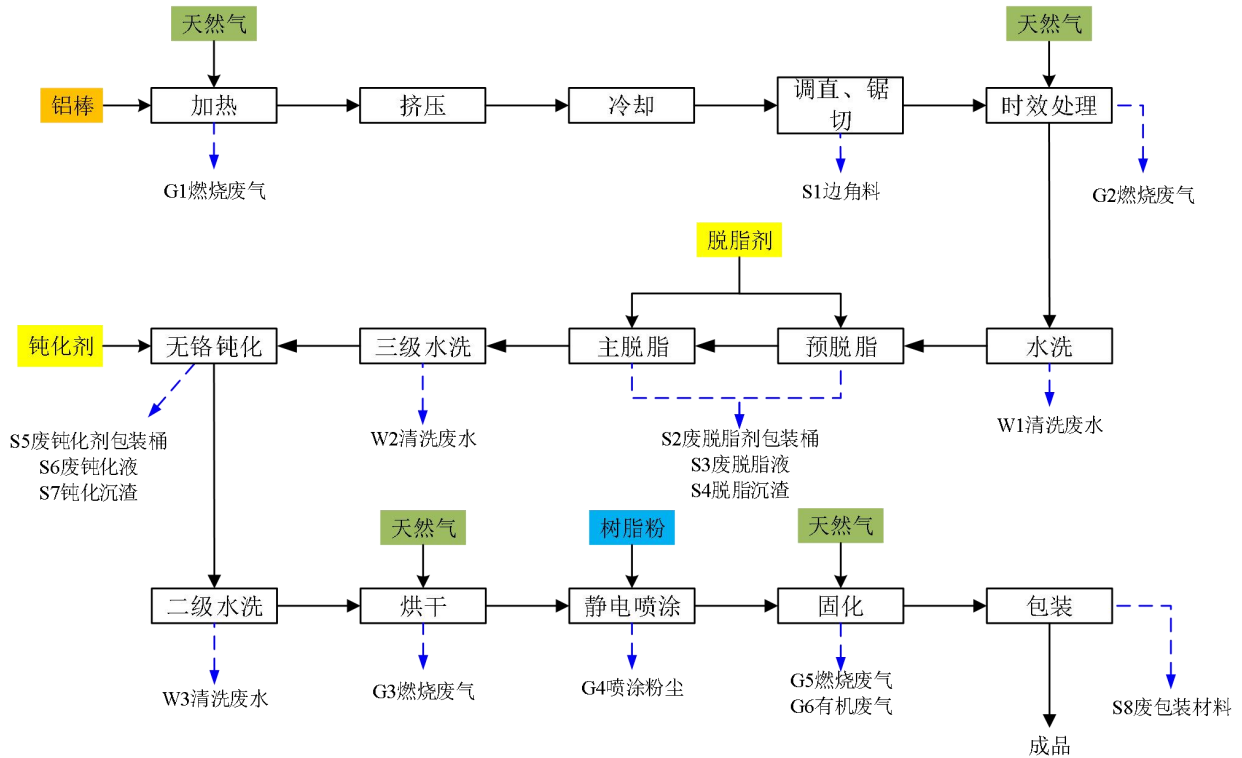 天然气
天然气
铝棒
加热
挤压
冷却
调直、锯
切
时效处理
G1燃烧废气
S1边角料
G2燃烧废气
脱脂剂
钝化剂
无铬钝化
三级水洗
主脱脂
预脱脂
水洗
S5废钝化剂包装桶
S6废钝化液
S7钝化沉渣
W2清洗废水
S2废脱脂剂包装桶
S3废脱脂液
S4脱脂沉渣
W1清洗废水
天然气
树脂粉
天然气
二级水洗
烘干
静电喷涂
固化
包装
W3清洗废水
G3燃烧废气
G4喷涂粉尘
G5燃烧废气
G6有机废气
S8废包装材料
成品